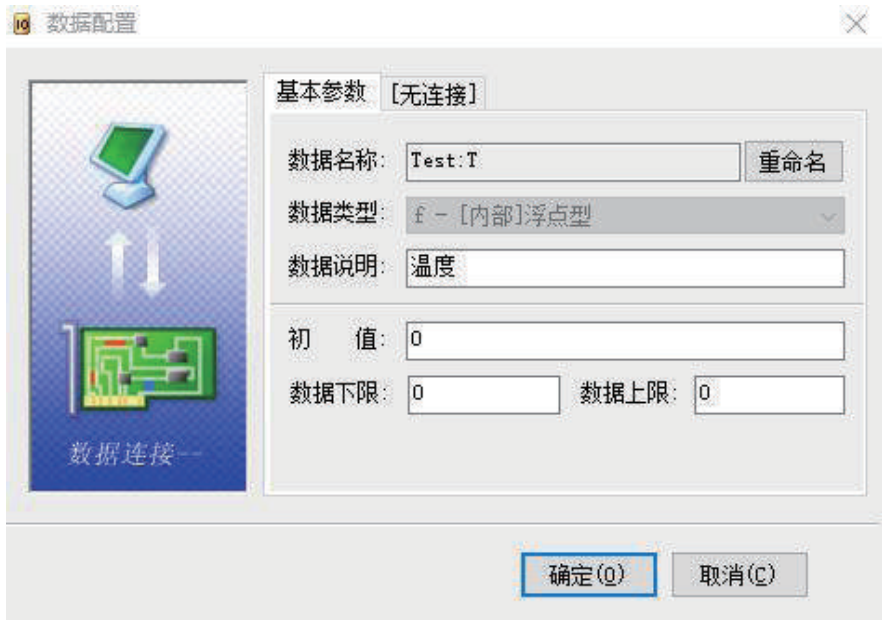 数据配置
基本参数 [无连接]
数据名称: Test:T 重命名
数据类型: f - [内部]浮点型
数据说明: 温度
初 值: 0
数据下限: 0 数据上限: 0
数据连接--
确定(O) 取消(C)